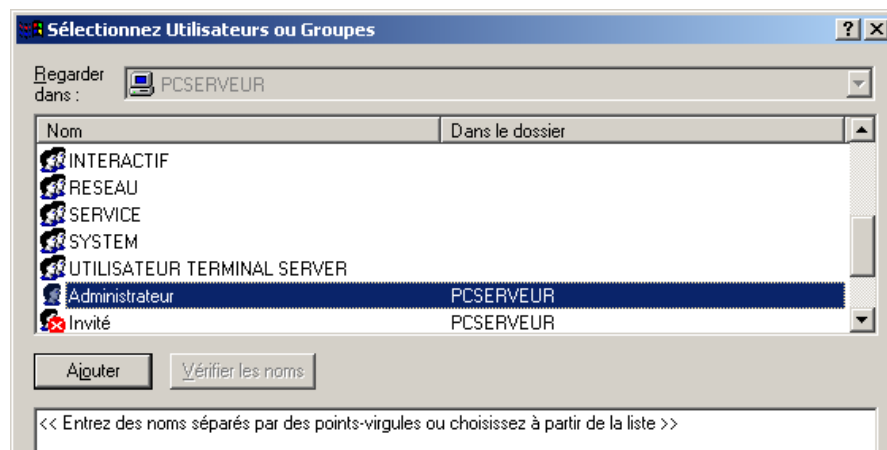 Sélectionnez Utilisateurs ou Groupes
Regarder dans :
PCSERVEUR
Nom Dans le dossier
INTERACTIF
RESEAU
SERVICE
SYSTEM
UTILISATEUR TERMINAL SERVER
Administrateur PCSERVEUR
Invité PCSERVEUR
Ajouter Vérifier les noms
<< Entrez des noms séparés par des points-virgules ou choisissez à partir de la liste >>